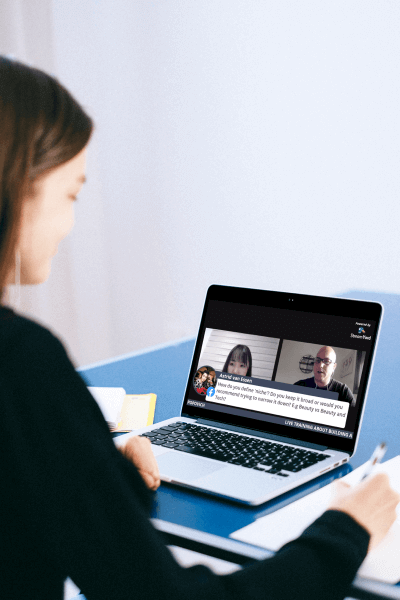 Powered by
StreamYard
Astrid van Essen
How do you define 'niche'? Do you keep it broad or would you
recommend trying to narrow it down? E.g Beauty vs Beauty and
Tech?
LIVE TRAINING ABOUT BUILDING A